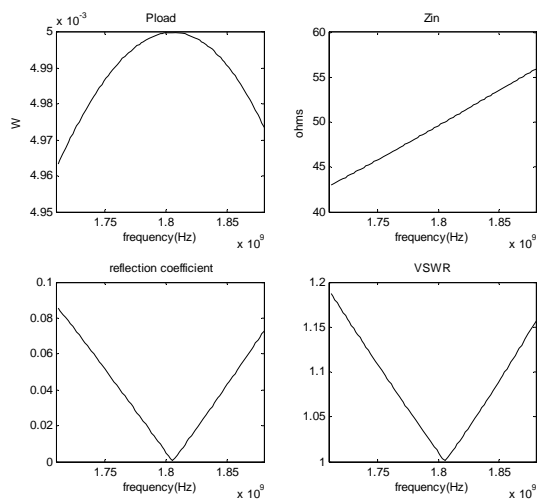 Pload
x 10⁻³
5
4.99
4.98
4.97
4.96
4.95
W
1.75
1.8
1.85
frequency(Hz)
x 10⁹
Zin
60
55
50
45
40
ohms
1.75
1.8
1.85
frequency(Hz)
x 10⁹
reflection coefficient
0.1
0.08
0.06
0.04
0.02
0
1.75
1.8
1.85
frequency(Hz)
x 10⁹
VSWR
1.2
1.15
1.1
1.05
1
1.75
1.8
1.85
frequency(Hz)
x 10⁹